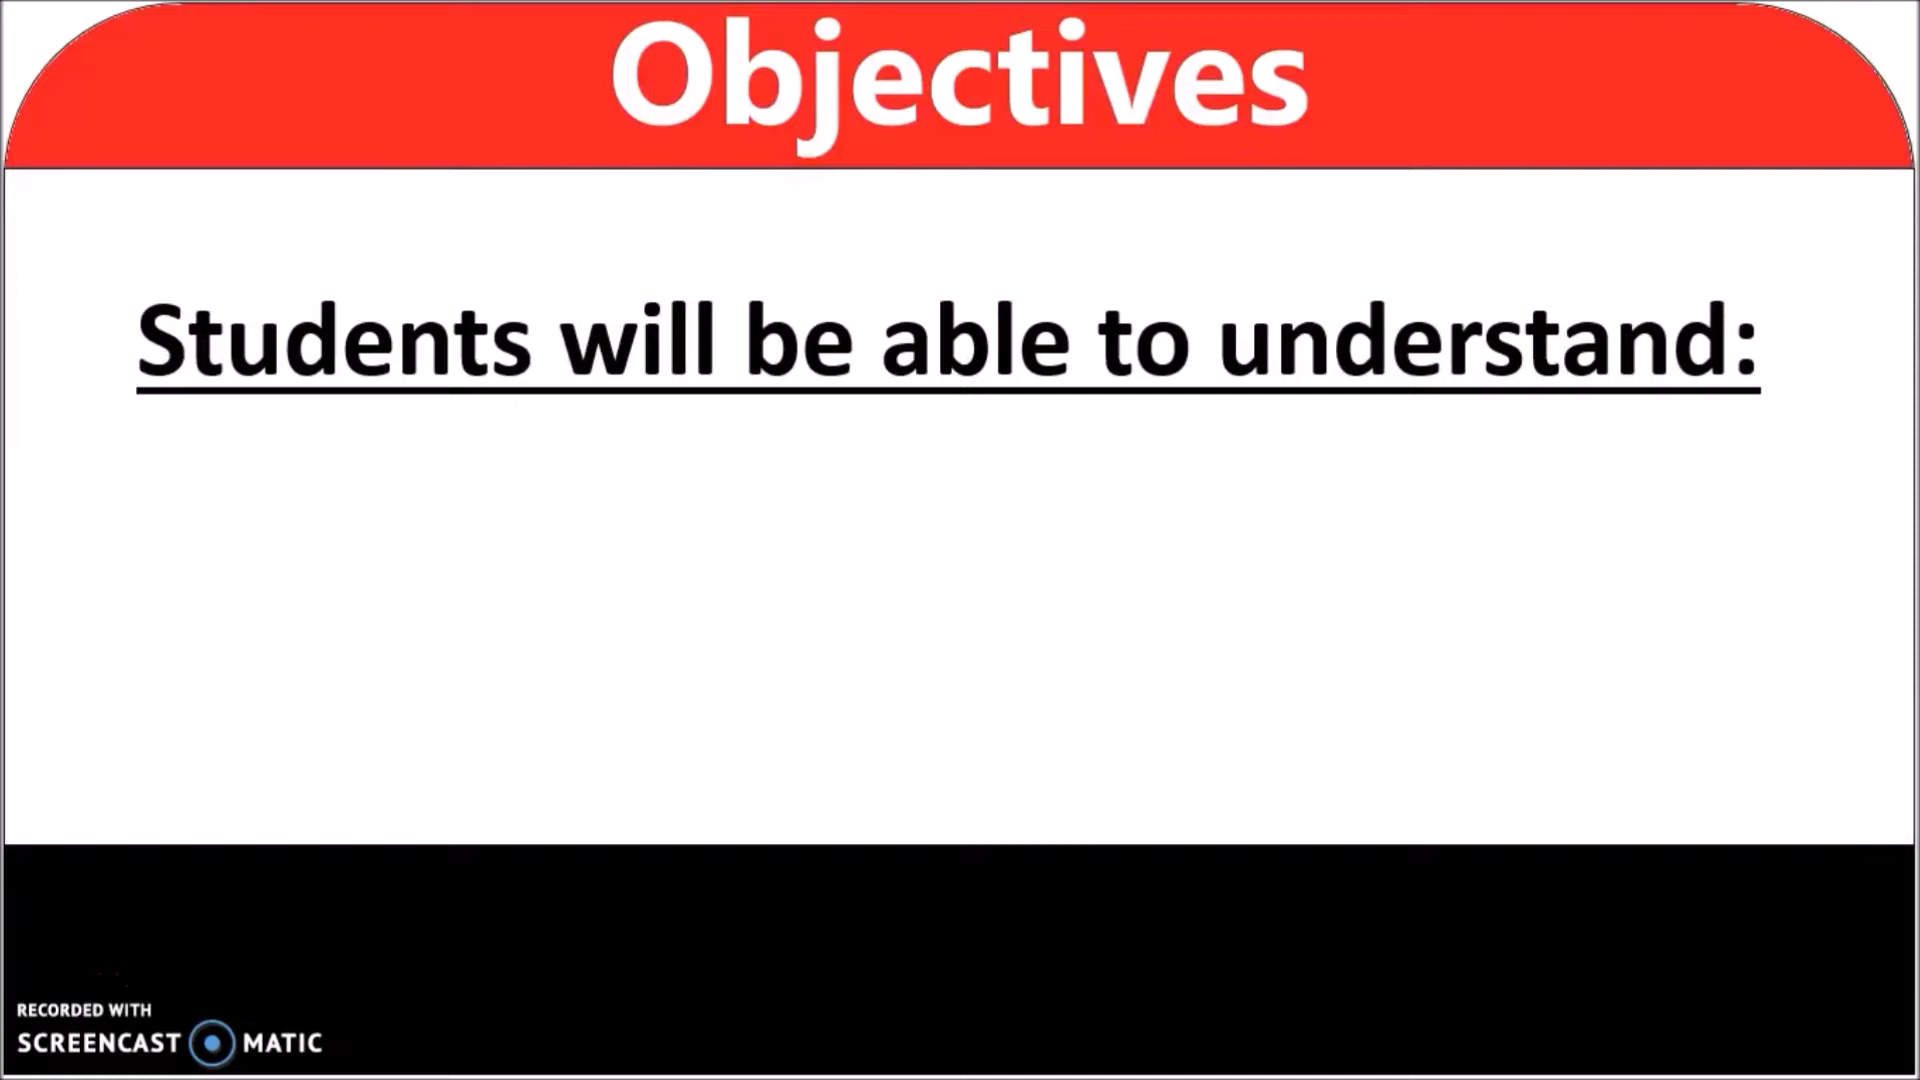 Objectives
Students will be able to understand:
RECORDED WITH
SCREENCAST MATIC